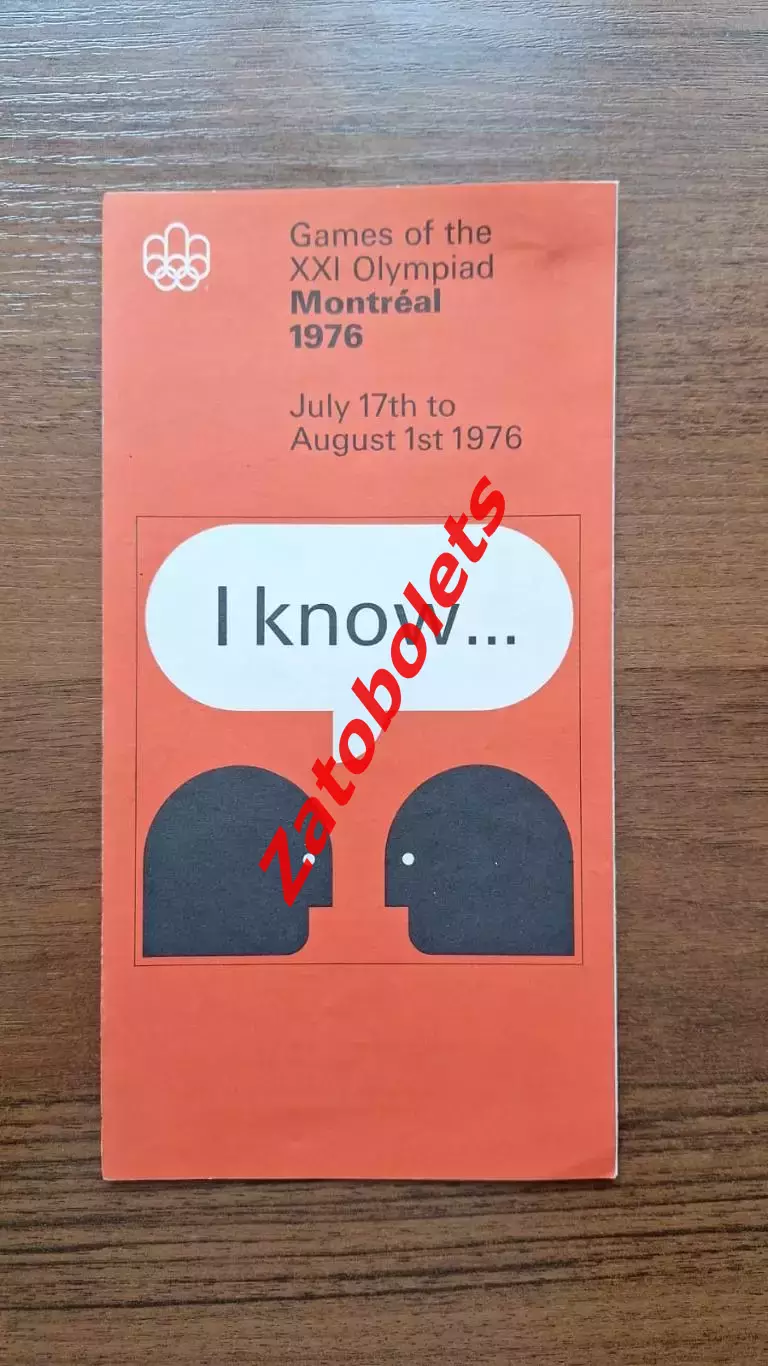 Games of the
XXI Olympiad
Montréal
1976
July 17th to
August 1st 1976
I know...
Zatobolets